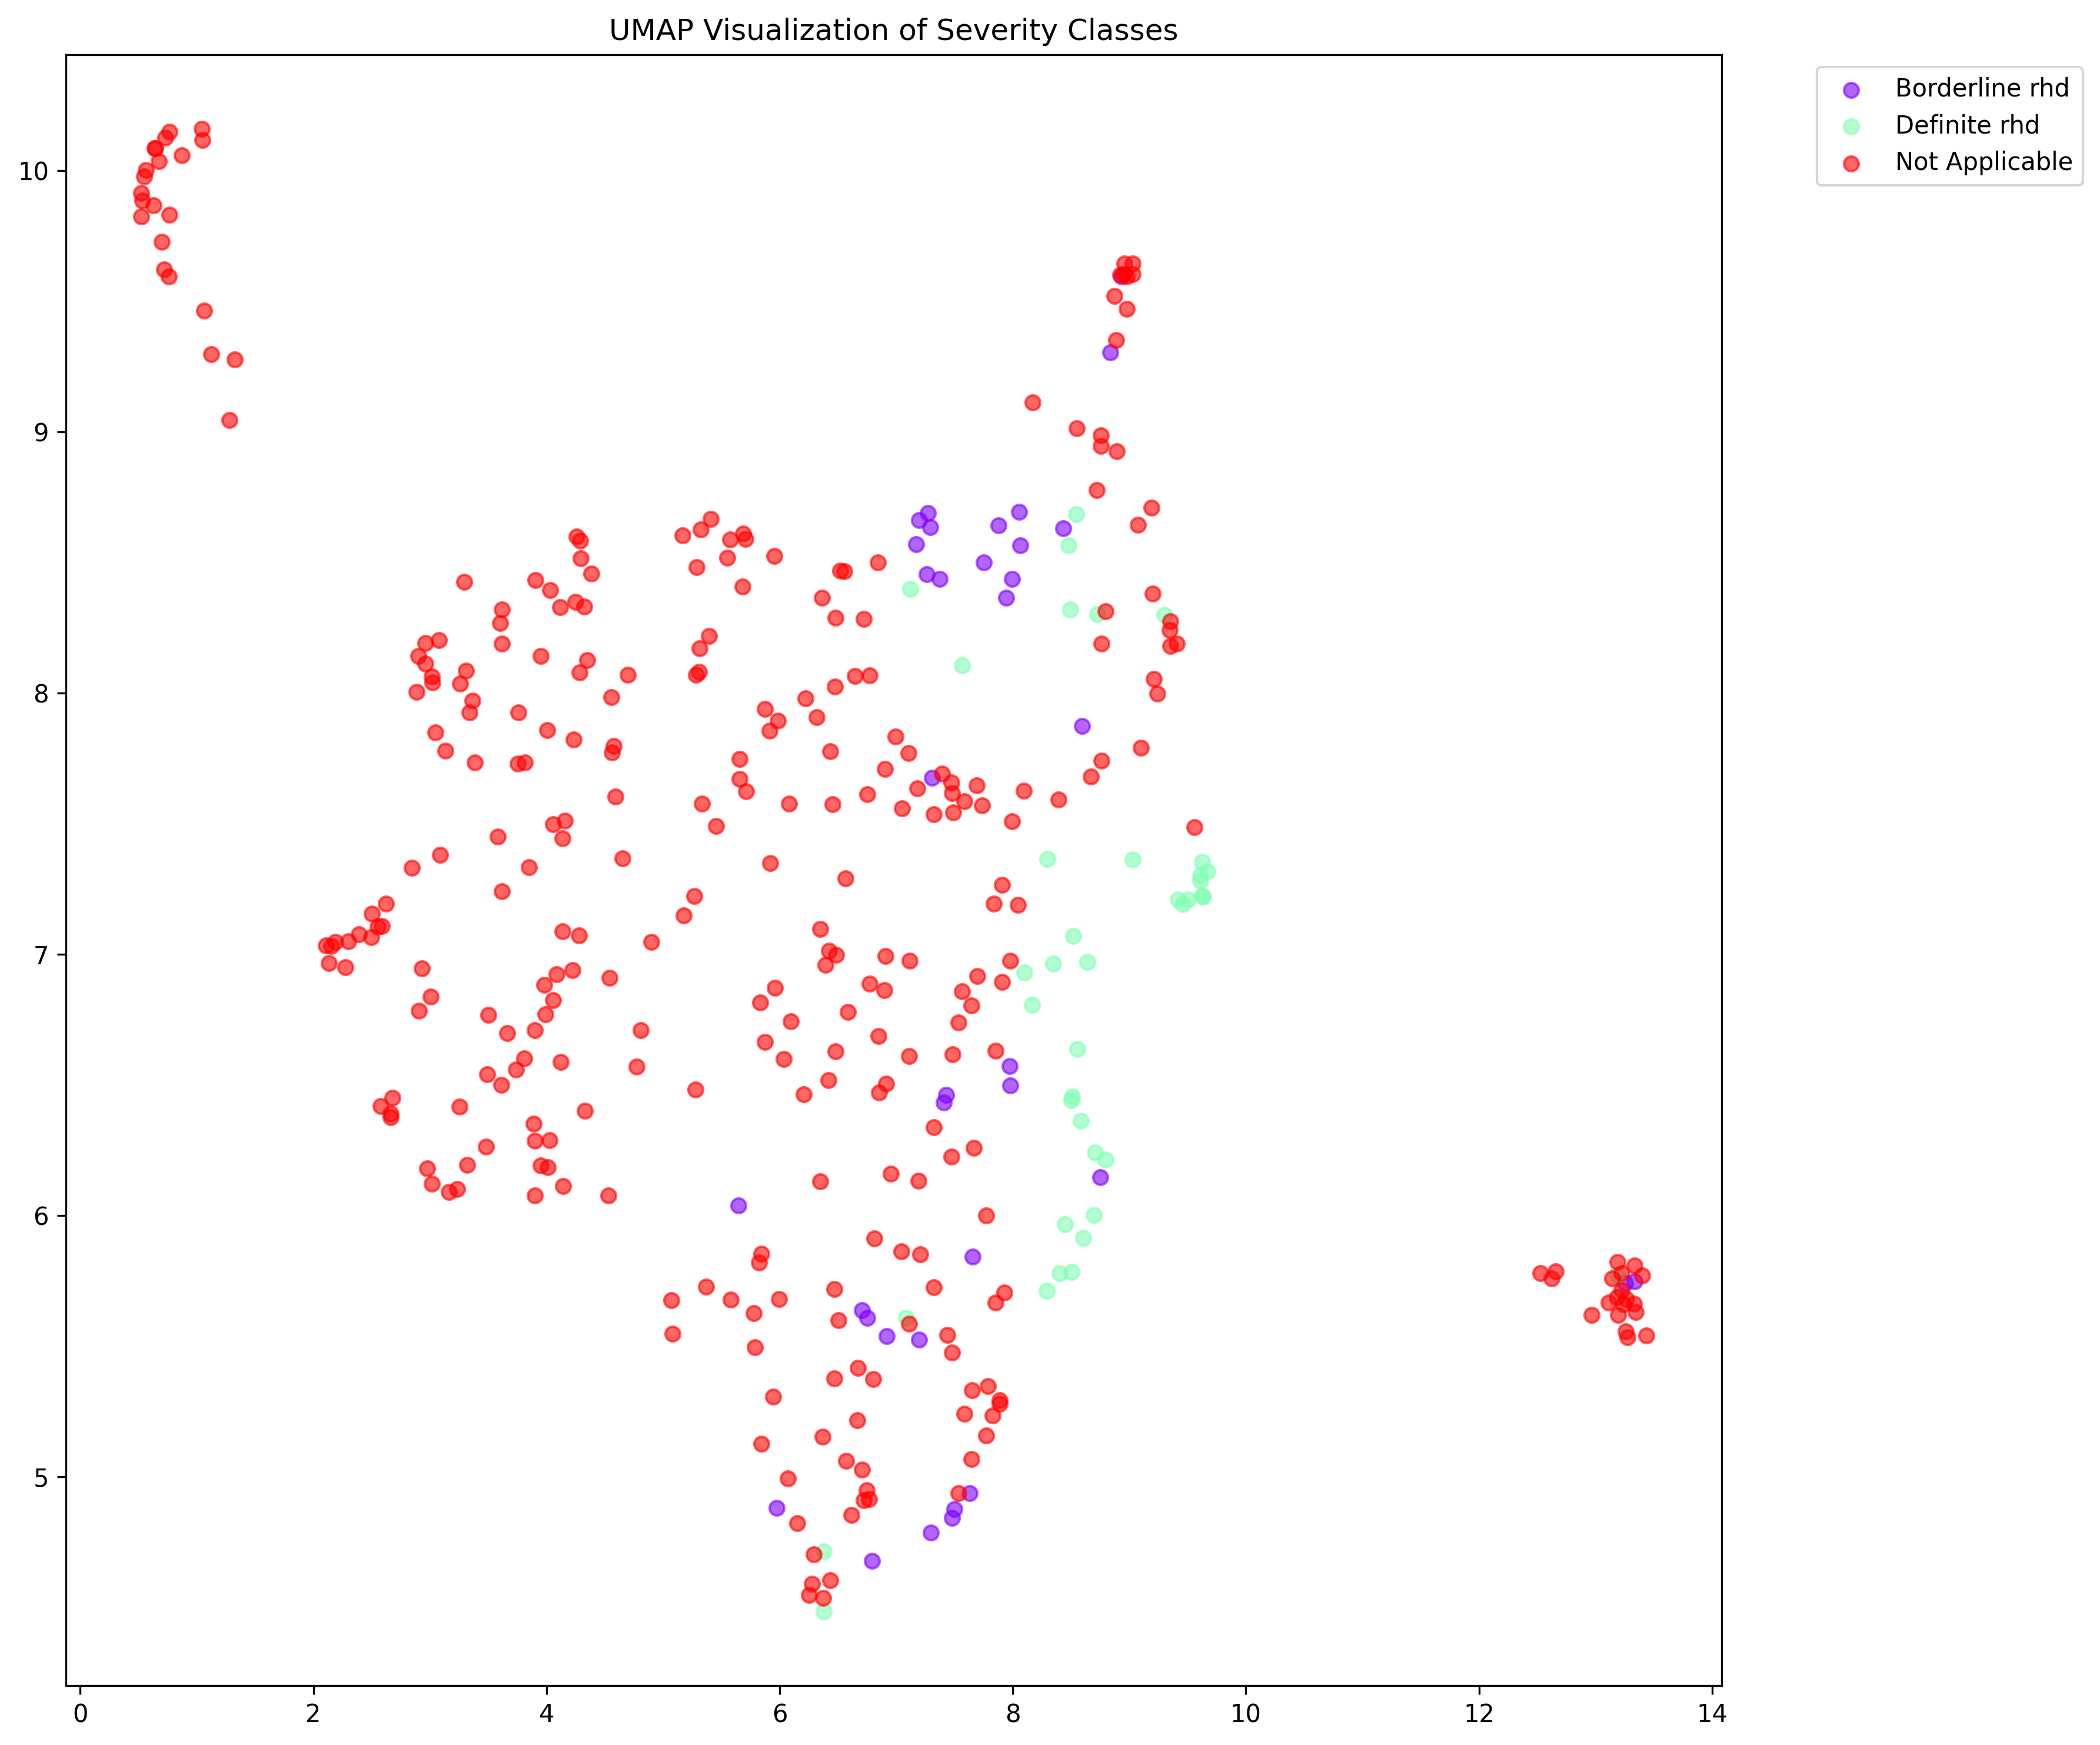 UMAP Visualization of Severity Classes
Borderline rhd
Definite rhd
Not Applicable
10
9
8
7
6
5
0 2 4 6 8 10 12 14